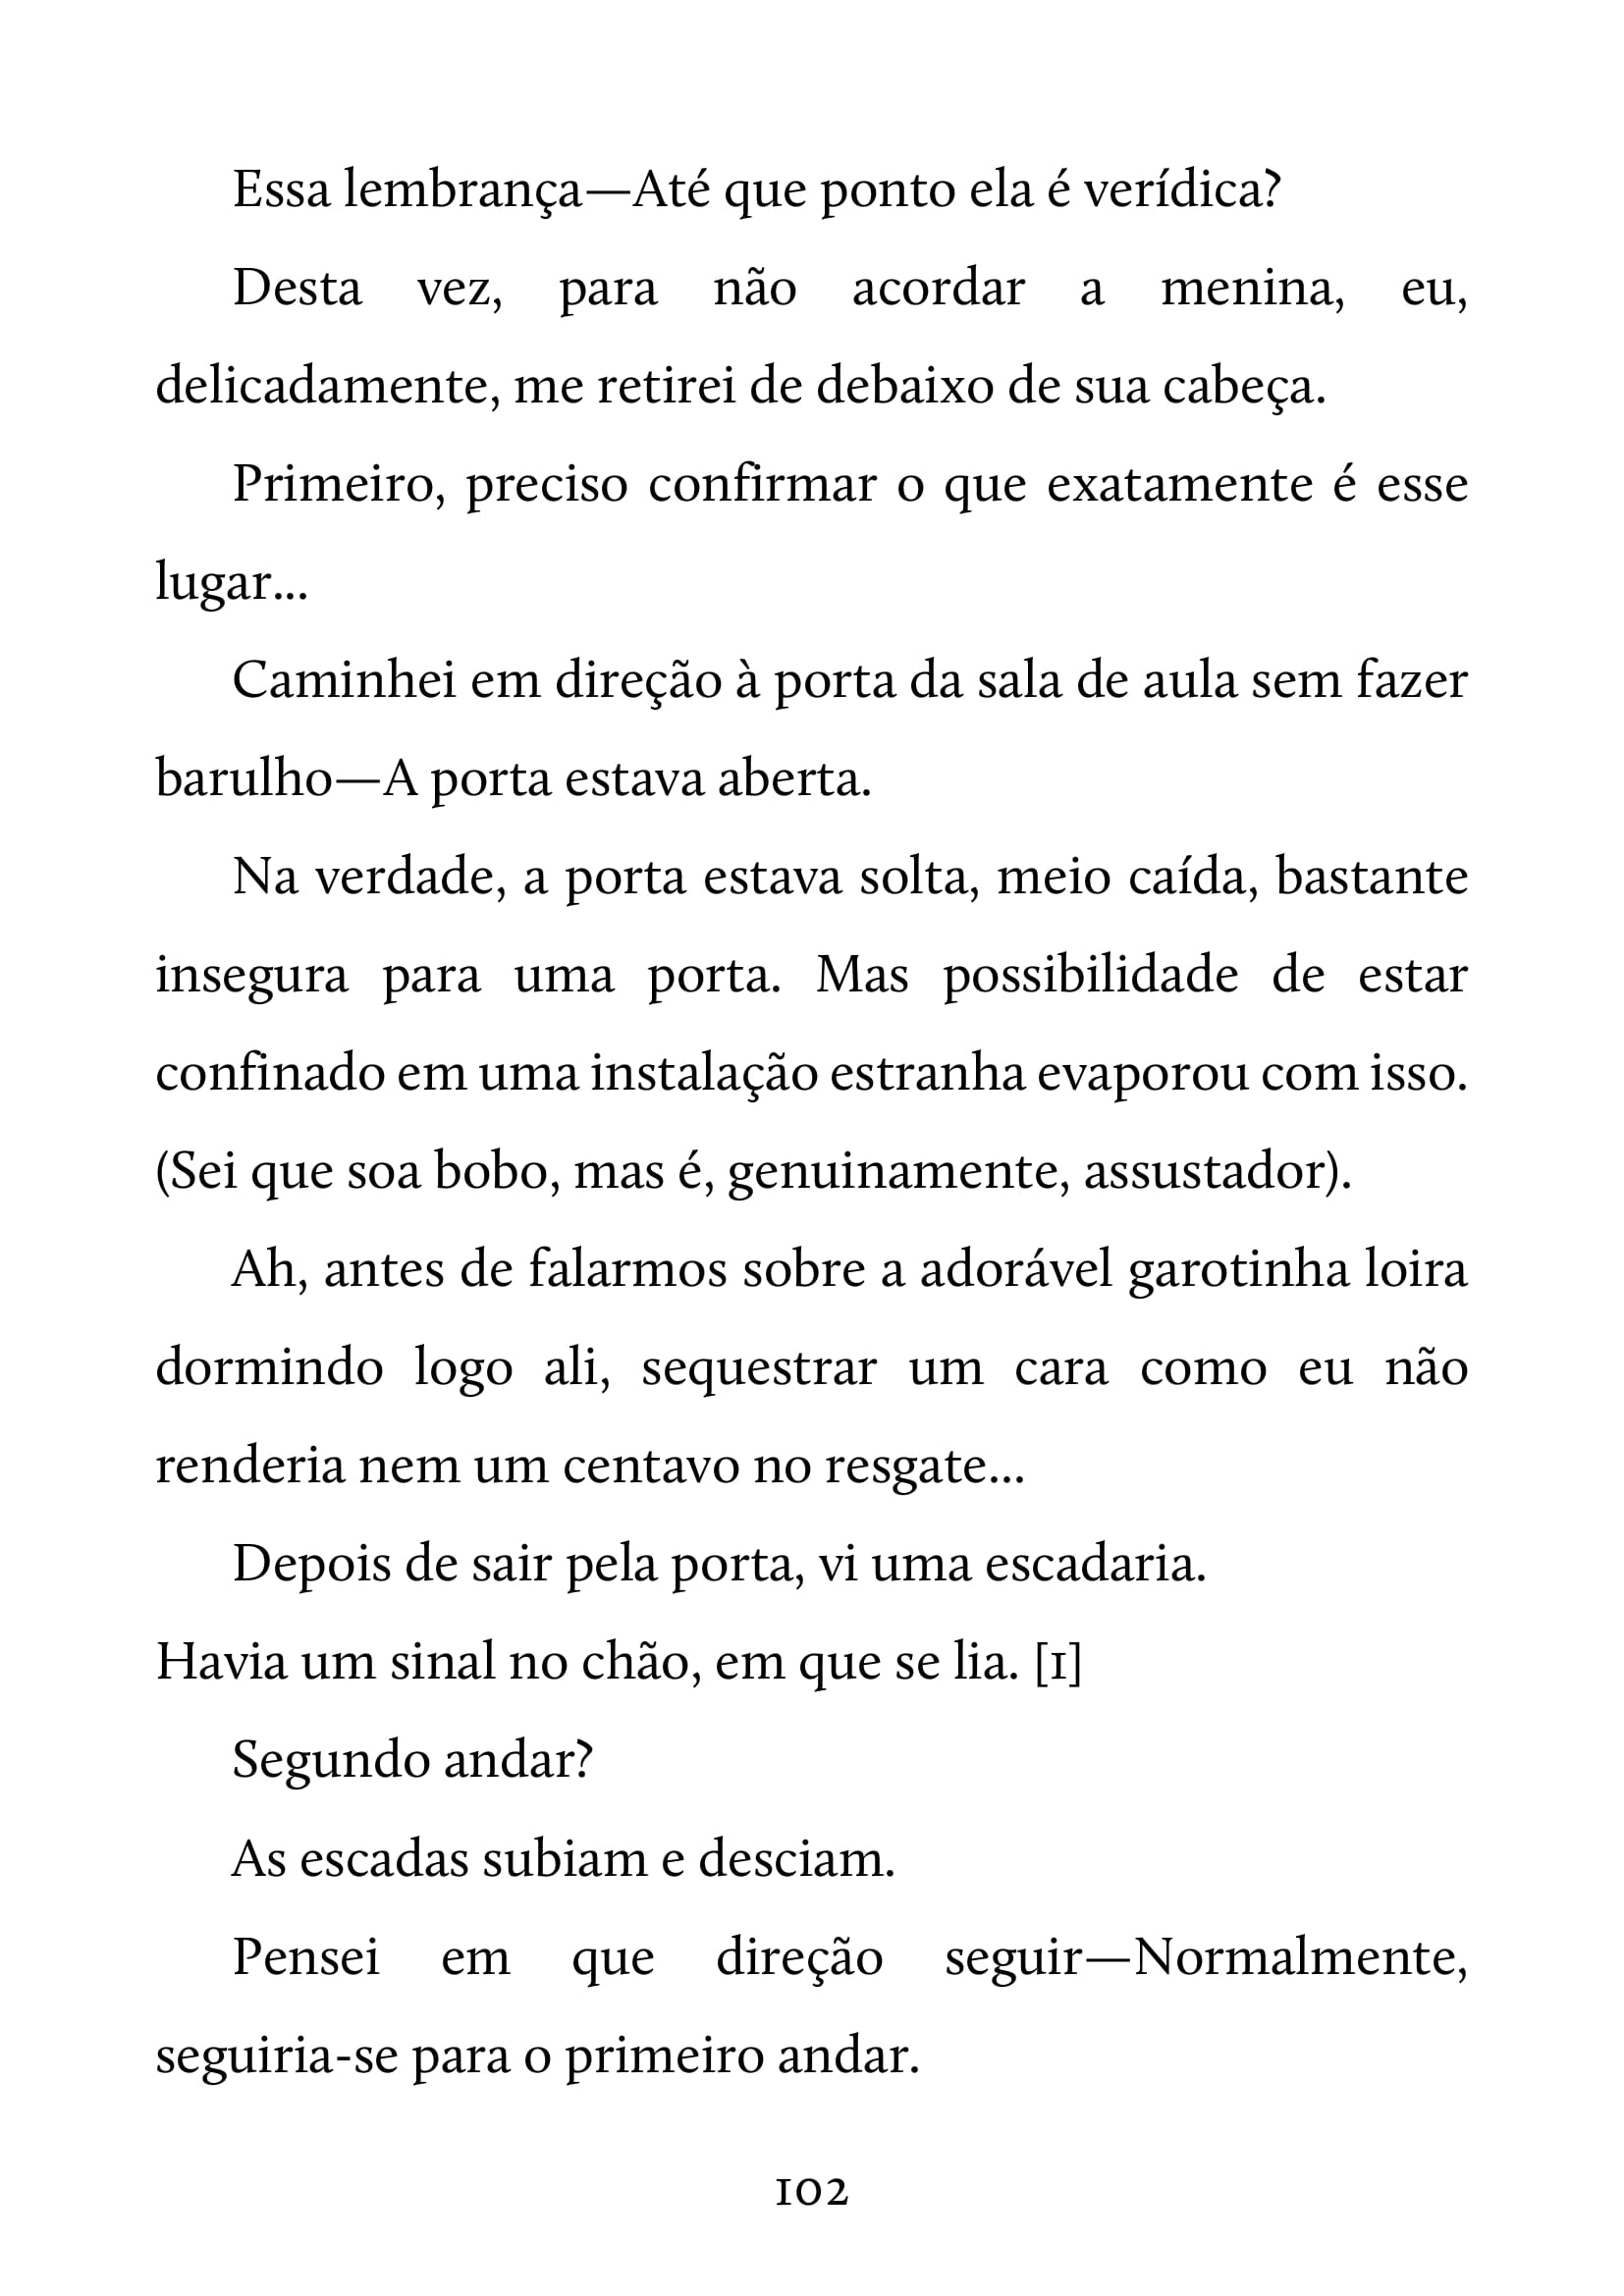 Essa lembrança—Até que ponto ela é verídica?
Desta vez, para não acordar a menina, eu,
delicadamente, me retirei de debaixo de sua cabeça.
Primeiro, preciso confirmar o que exatamente é esse
lugar...
Caminhei em direção à porta da sala de aula sem fazer
barulho—A porta estava aberta.
Na verdade, a porta estava solta, meio caída, bastante
insegura para uma porta. Mas possibilidade de estar
confinado em uma instalação estranha evaporou com isso.
(Sei que soa bobo, mas é, genuinamente, assustador).
Ah, antes de falarmos sobre a adorável garotinha loira
dormindo logo ali, sequestrar um cara como eu não
renderia nem um centavo no resgate...
Depois de sair pela porta, vi uma escadaria.
Havia um sinal no chão, em que se lia. [1]
Segundo andar?
As escadas subiam e desciam.
Pensei em que direção seguir—Normalmente,
seguiria-se para o primeiro andar.
102